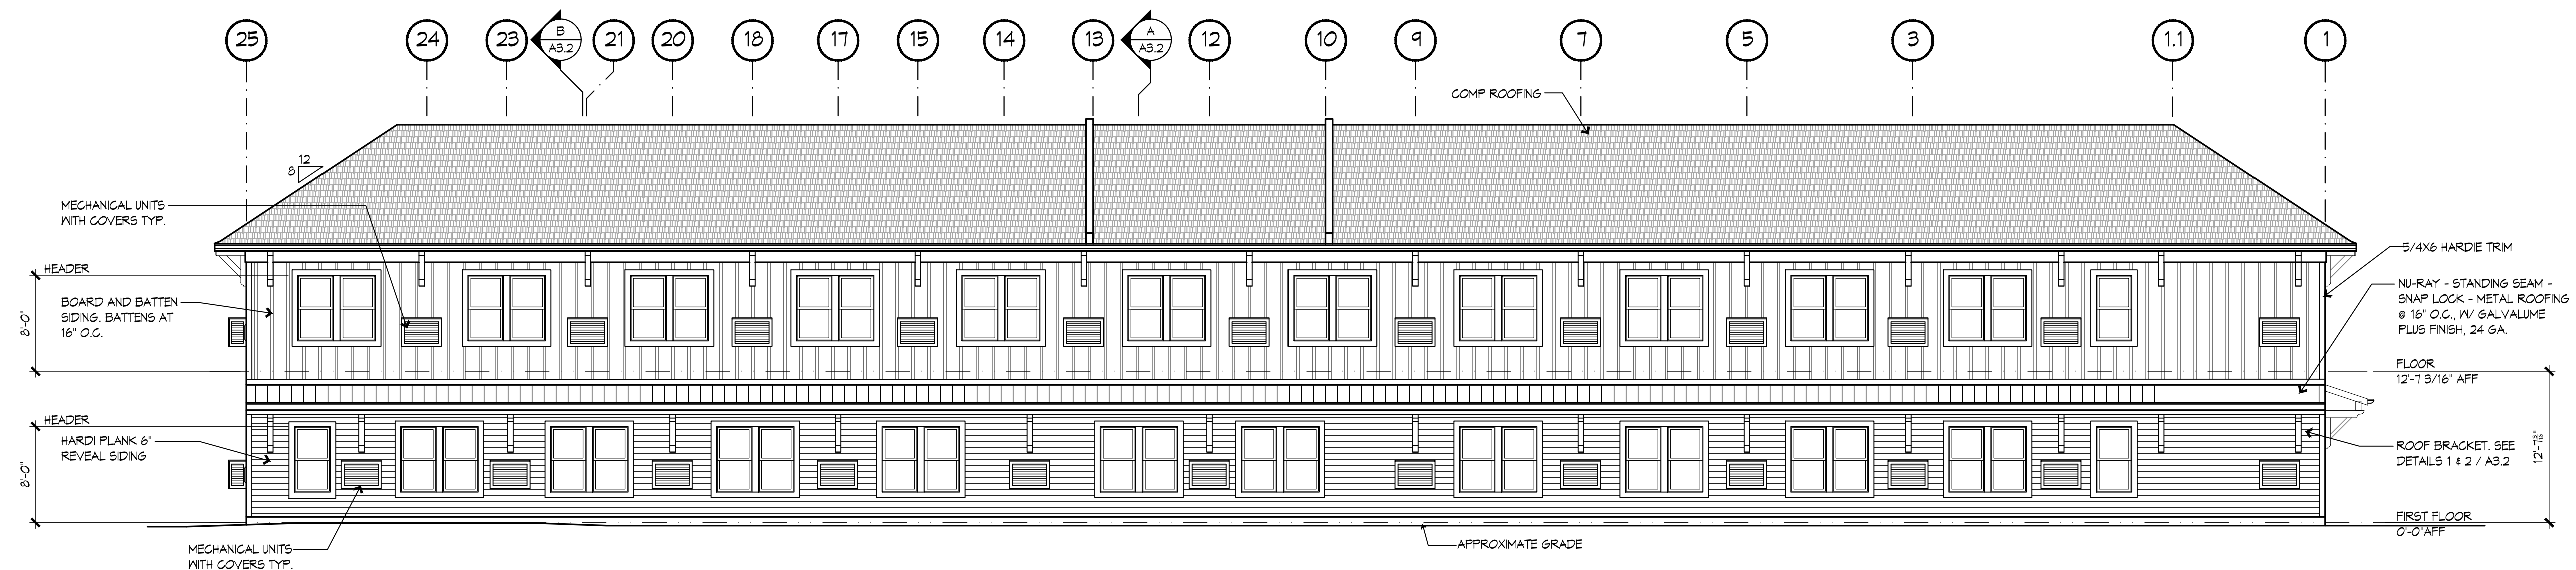 25
24
23
B
A3.2
21
20
18
17
15
14
13
A
A3.2
12
10
9
7
5
3
1.1
1
COMP ROOFING
12
8
MECHANICAL UNITS
WITH COVERS TYP.
HEADER
8'-0"
BOARD AND BATTEN
SIDING. BATTENS AT
16" O.C.
5/4X6 HARDIE TRIM
NU-RAY - STANDING SEAM -
SNAP LOCK - METAL ROOFING
@ 16" O.C., W/ GALVALUME
PLUS FINISH, 24 GA.
FLOOR
12'-7 3/16" AFF
HEADER
8'-0"
HARDI PLANK 6"
REVEAL SIDING
ROOF BRACKET. SEE
DETAILS 1 & 2 / A3.2
12'-7 3/16"
FIRST FLOOR
0'-0"AFF
MECHANICAL UNITS
WITH COVERS TYP.
APPROXIMATE GRADE